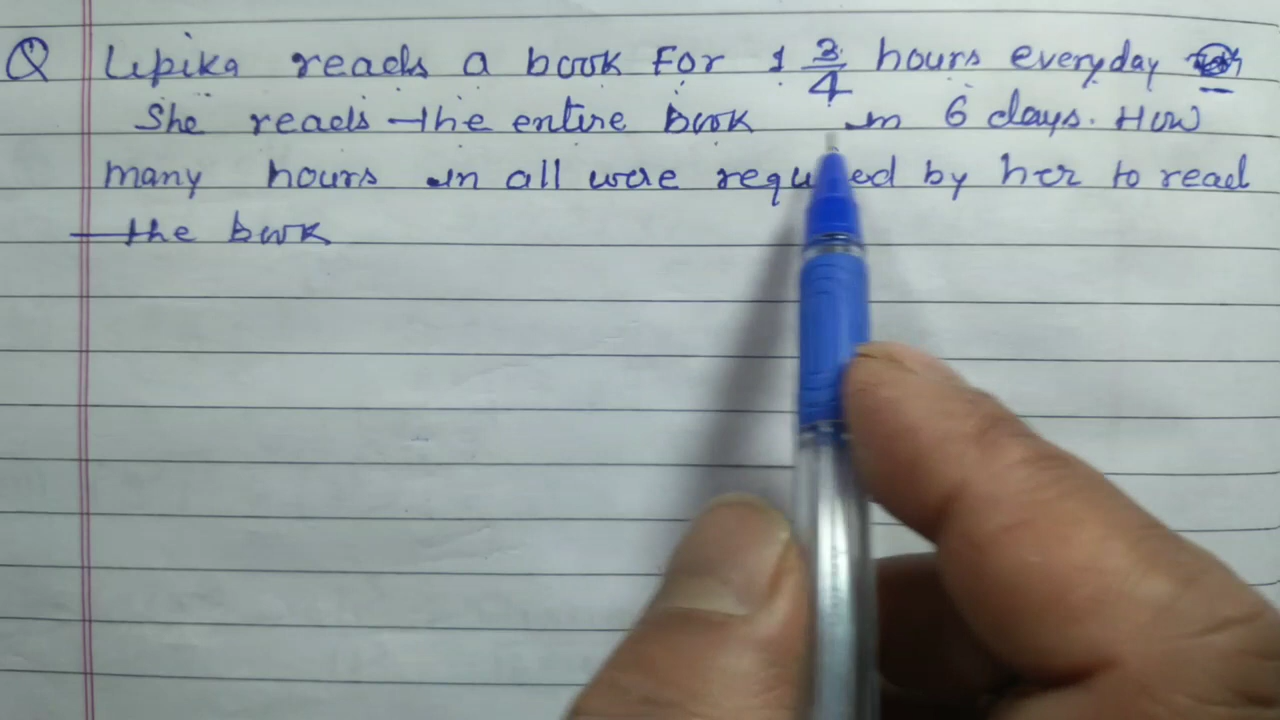 Q Lipika reads a book For 1 3/4 hours everyday
She reads the entire book in 6 days. How
many hours in all were required by her to read
the book